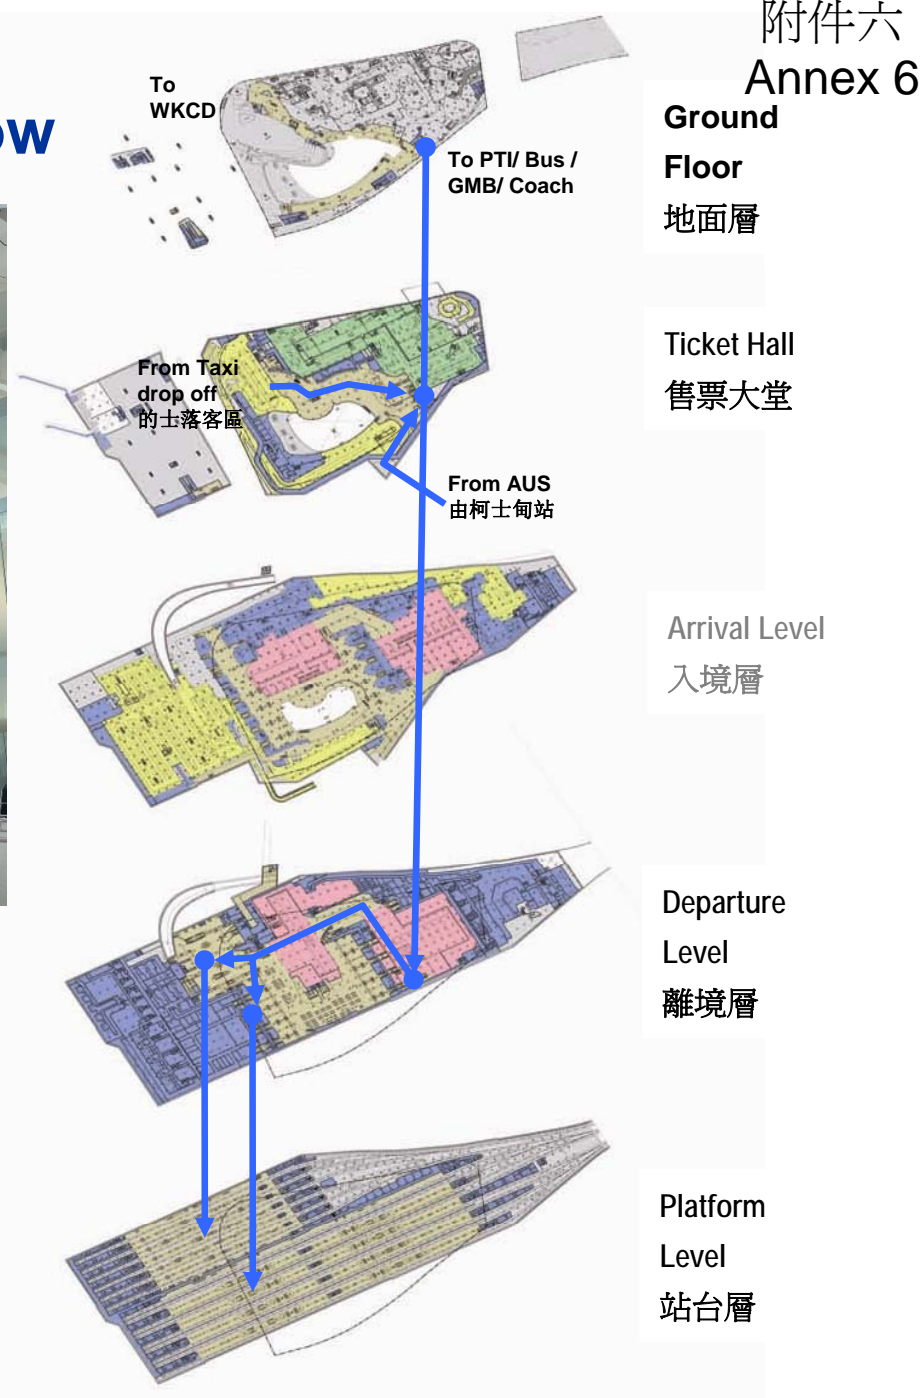 附件六
Annex 6
ow
To
WKCD
To PTI/ Bus /
GMB/ Coach
Ground
Floor
地面層
From Taxi
drop off
的士落客區
From AUS
由柯士甸站
Ticket Hall
售票大堂
Arrival Level
入境層
Departure
Level
離境層
Platform
Level
站台層